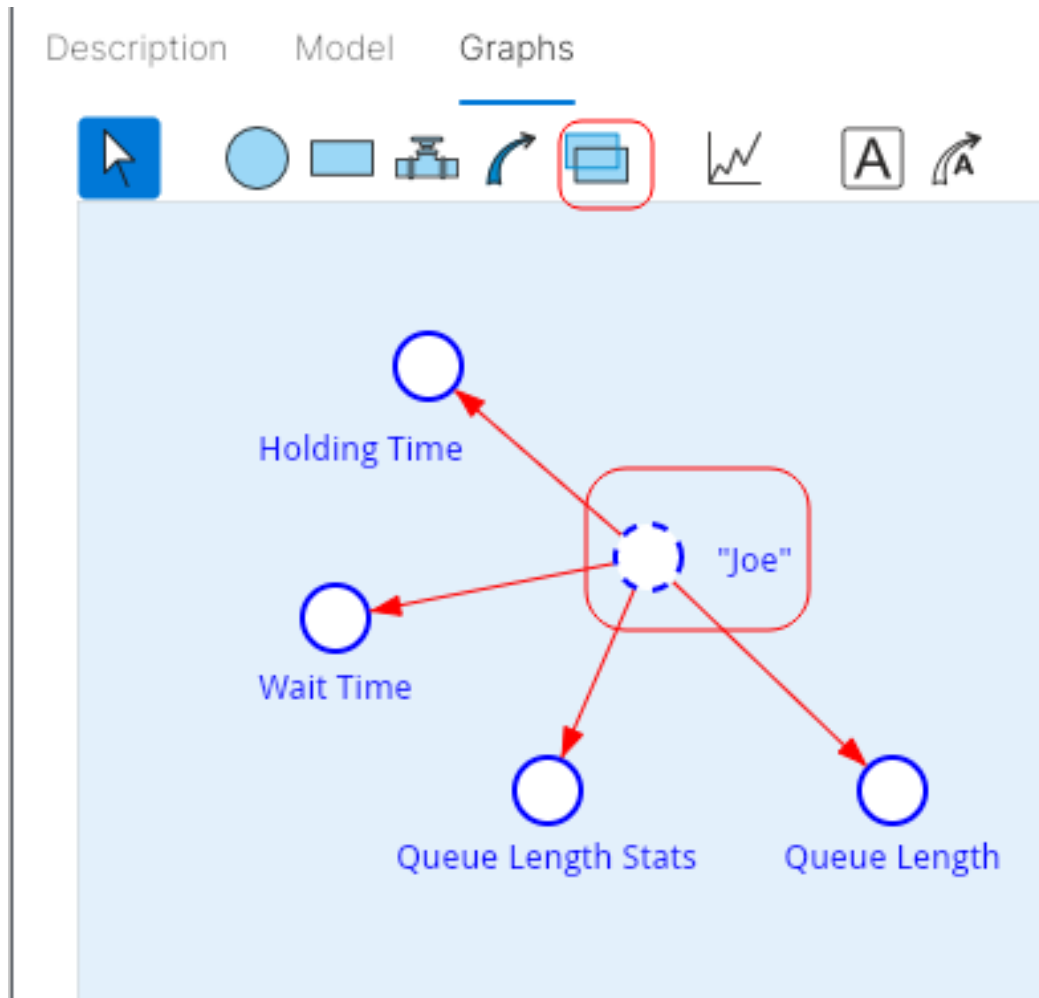 Description Model Graphs
A A
Holding Time
"Joe"
Wait Time
Queue Length Stats Queue Length